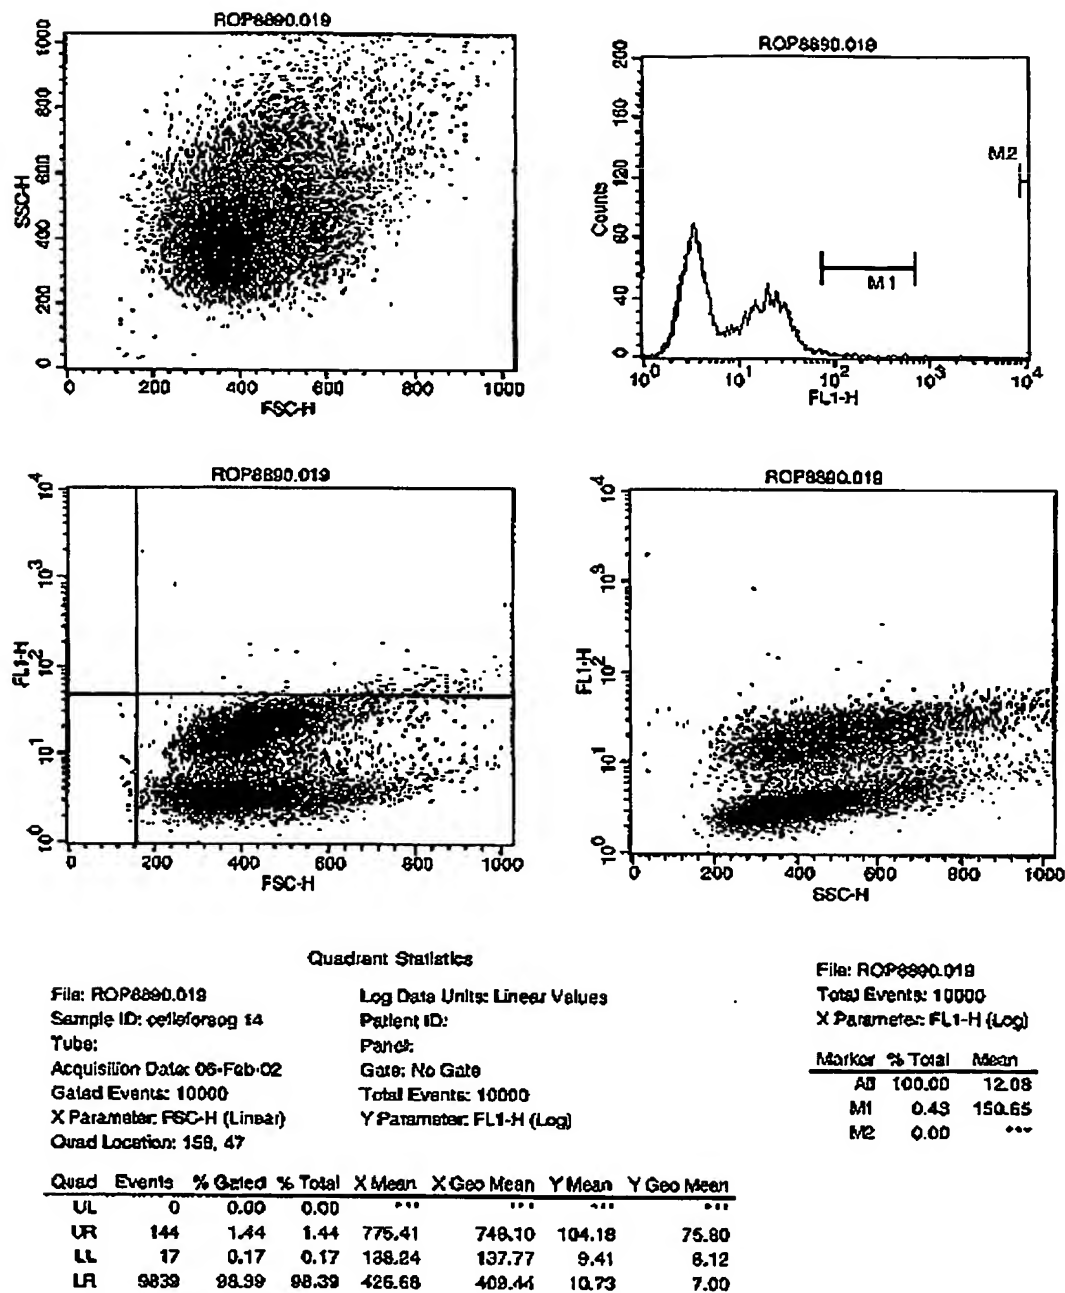 ROP8890.019
1000
800
600
400
200
0
SSC-H
0 200 400 600 800 1000
FSC-H
ROP8890.019
200
160
120
80
40
0
Counts
M2
M1
10^0 10^1 10^2 10^3 10^4
FL1-H
ROP8890.019
10^4
10^3
10^2
10^1
10^0
FL1-H
0 200 400 600 800 1000
FSC-H
ROP8890.019
10^4
10^3
10^2
10^1
10^0
FL1-H
0 200 400 600 800 1000
SSC-H
Quadrant Statistics
File: ROP8890.019 Log Data Units: Linear Values
Sample ID: cellsforsog 14 Patient ID:
Tube: Panel:
Acquisition Date: 06-Feb-02 Gate: No Gate
Gated Events: 10000 Total Events: 10000
X Parameter: FSC-H (Linear) Y Parameter: FL1-H (Log)
Quad Location: 158, 47
File: ROP8890.019
Total Events: 10000
X Parameter: FL1-H (Log)
Marker % Total Mean
All 100.00 12.08
M1 0.43 150.65
M2 0.00 ***
Quad Events % Gated % Total X Mean X Geo Mean Y Mean Y Geo Mean
UL 0 0.00 0.00 *** *** *** ***
UR 144 1.44 1.44 775.41 748.10 104.18 75.80
LL 17 0.17 0.17 138.24 137.77 9.41 6.12
LR 9839 98.39 98.39 426.68 409.44 10.73 7.00